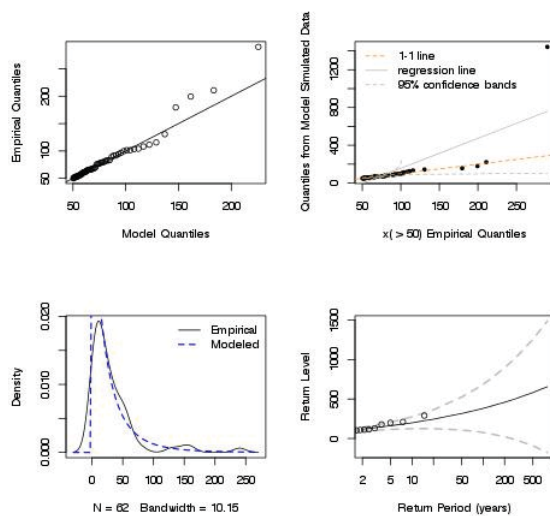 Empirical Quantiles
50
100
200
50
100
150
200
Model Quantiles
Quantiles from Model Simulated Data
0
400
800
1200
1-1 line
regression line
95% confidence bands
50
100
150
200
250
x( > 50) Empirical Quantiles
Density
0.000
0.010
0.020
Empirical
Modeled
0
50
100
150
200
250
N = 62 Bandwidth = 10.15
Return Level
0
500
1000
1500
2
5
10
50
200
500
Return Period (years)